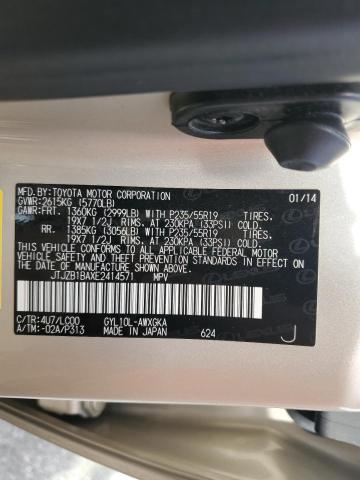 MFD.BY:TOYOTA MOTOR CORPORATION 01/14
GVWR:2615KG (5770LB)
GAWR:FRT. 1360KG (2999LB) WITH P235/55R19 TIRES,
19X7 1/2J RIMS, AT 230KPA (33PSI) COLD.
RR. 1385KG (3056LB) WITH P235/55R19 TIRES,
19X7 1/2J RIMS, AT 230KPA (33PSI) COLD.
THIS VEHICLE CONFORMS TO ALL APPLICABLE FEDERAL MOTOR
VEHICLE SAFETY AND BUMPER STANDARDS IN EFFECT ON THE
DATE OF MANUFACTURE SHOWN ABOVE.
JTJZB1BAXE2414571 MPV
C/TR:4U7/LC00 GYL10L-AWXGKA
A/TM:-02A/P313 MADE IN JAPAN 624 J